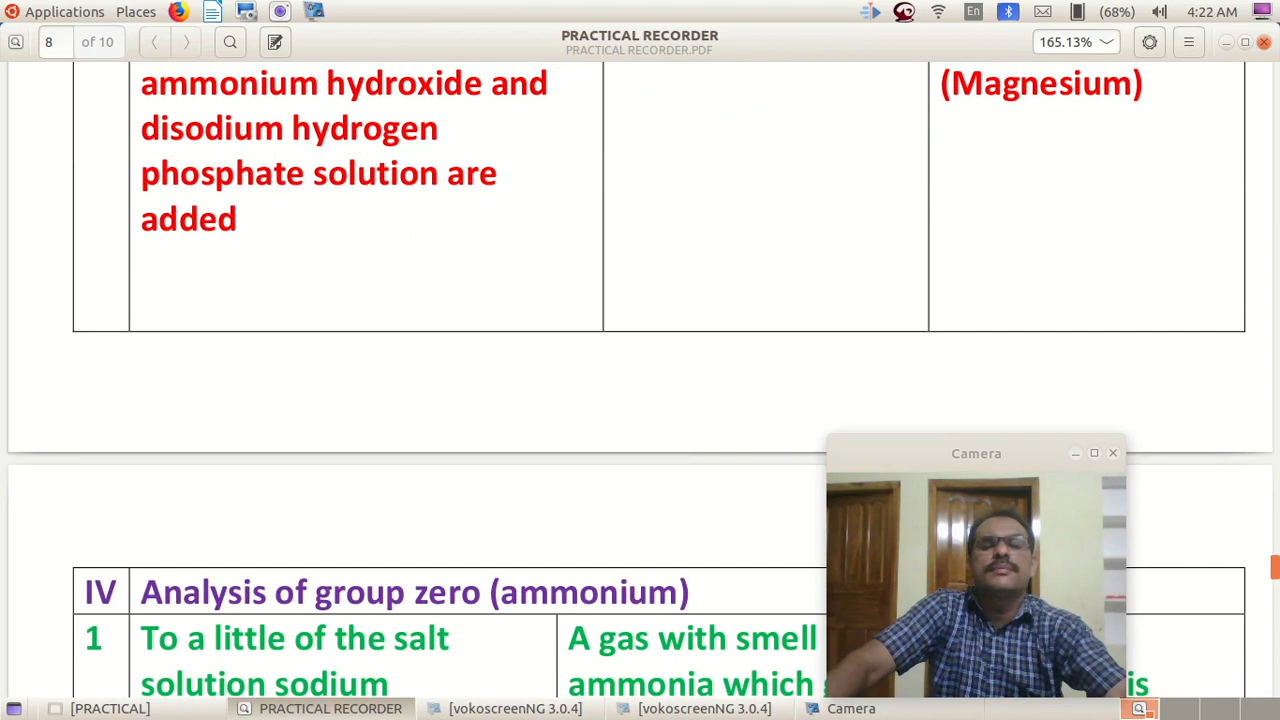 Applications Places En (68%) 4:22 AM
8 of 10 PRACTICAL RECORDER 165.13%
PRACTICAL RECORDER.PDF
ammonium hydroxide and (Magnesium)
disodium hydrogen
phosphate solution are
added
Camera
IV Analysis of group zero (ammonium)
1 To a little of the salt A gas with smell
solution sodium ammonia which is
[PRACTICAL] PRACTICAL RECORDER [vokoscreenNG 3.0.4] [vokoscreenNG 3.0.4] Camera